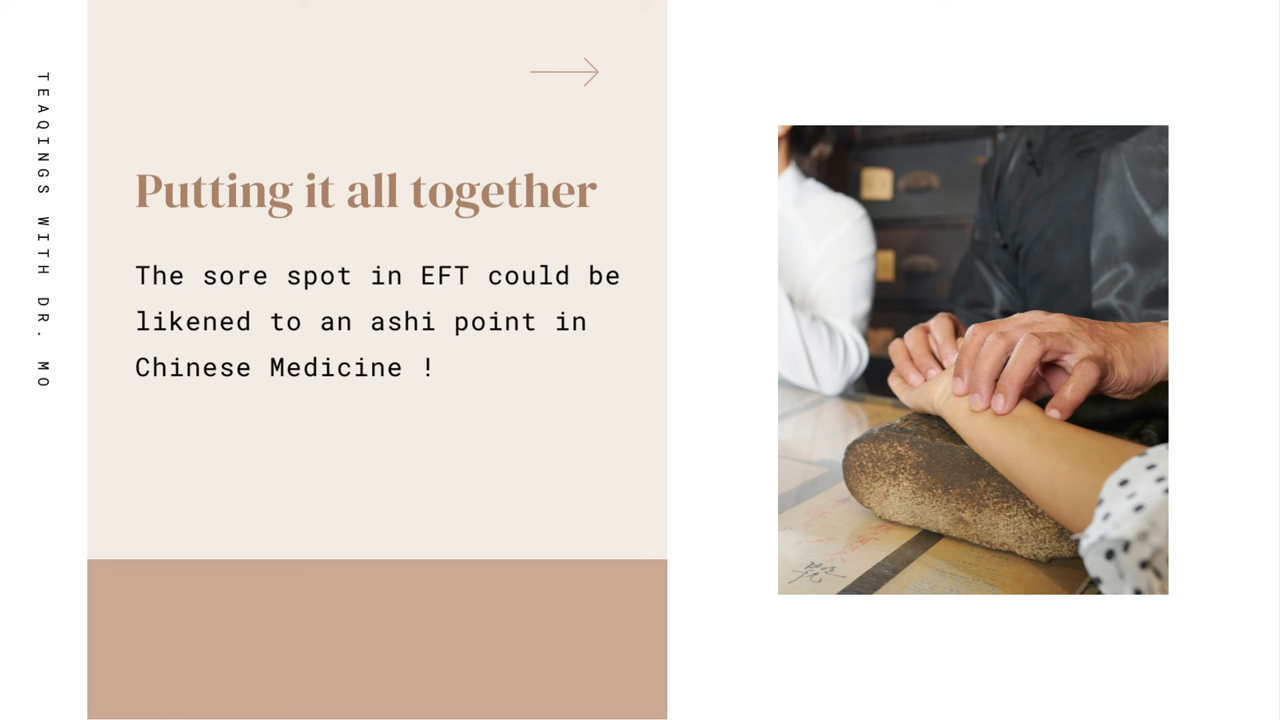 TEAQINGS WITH DR. MO
Putting it all together
The sore spot in EFT could be
likened to an ashi point in
Chinese Medicine !